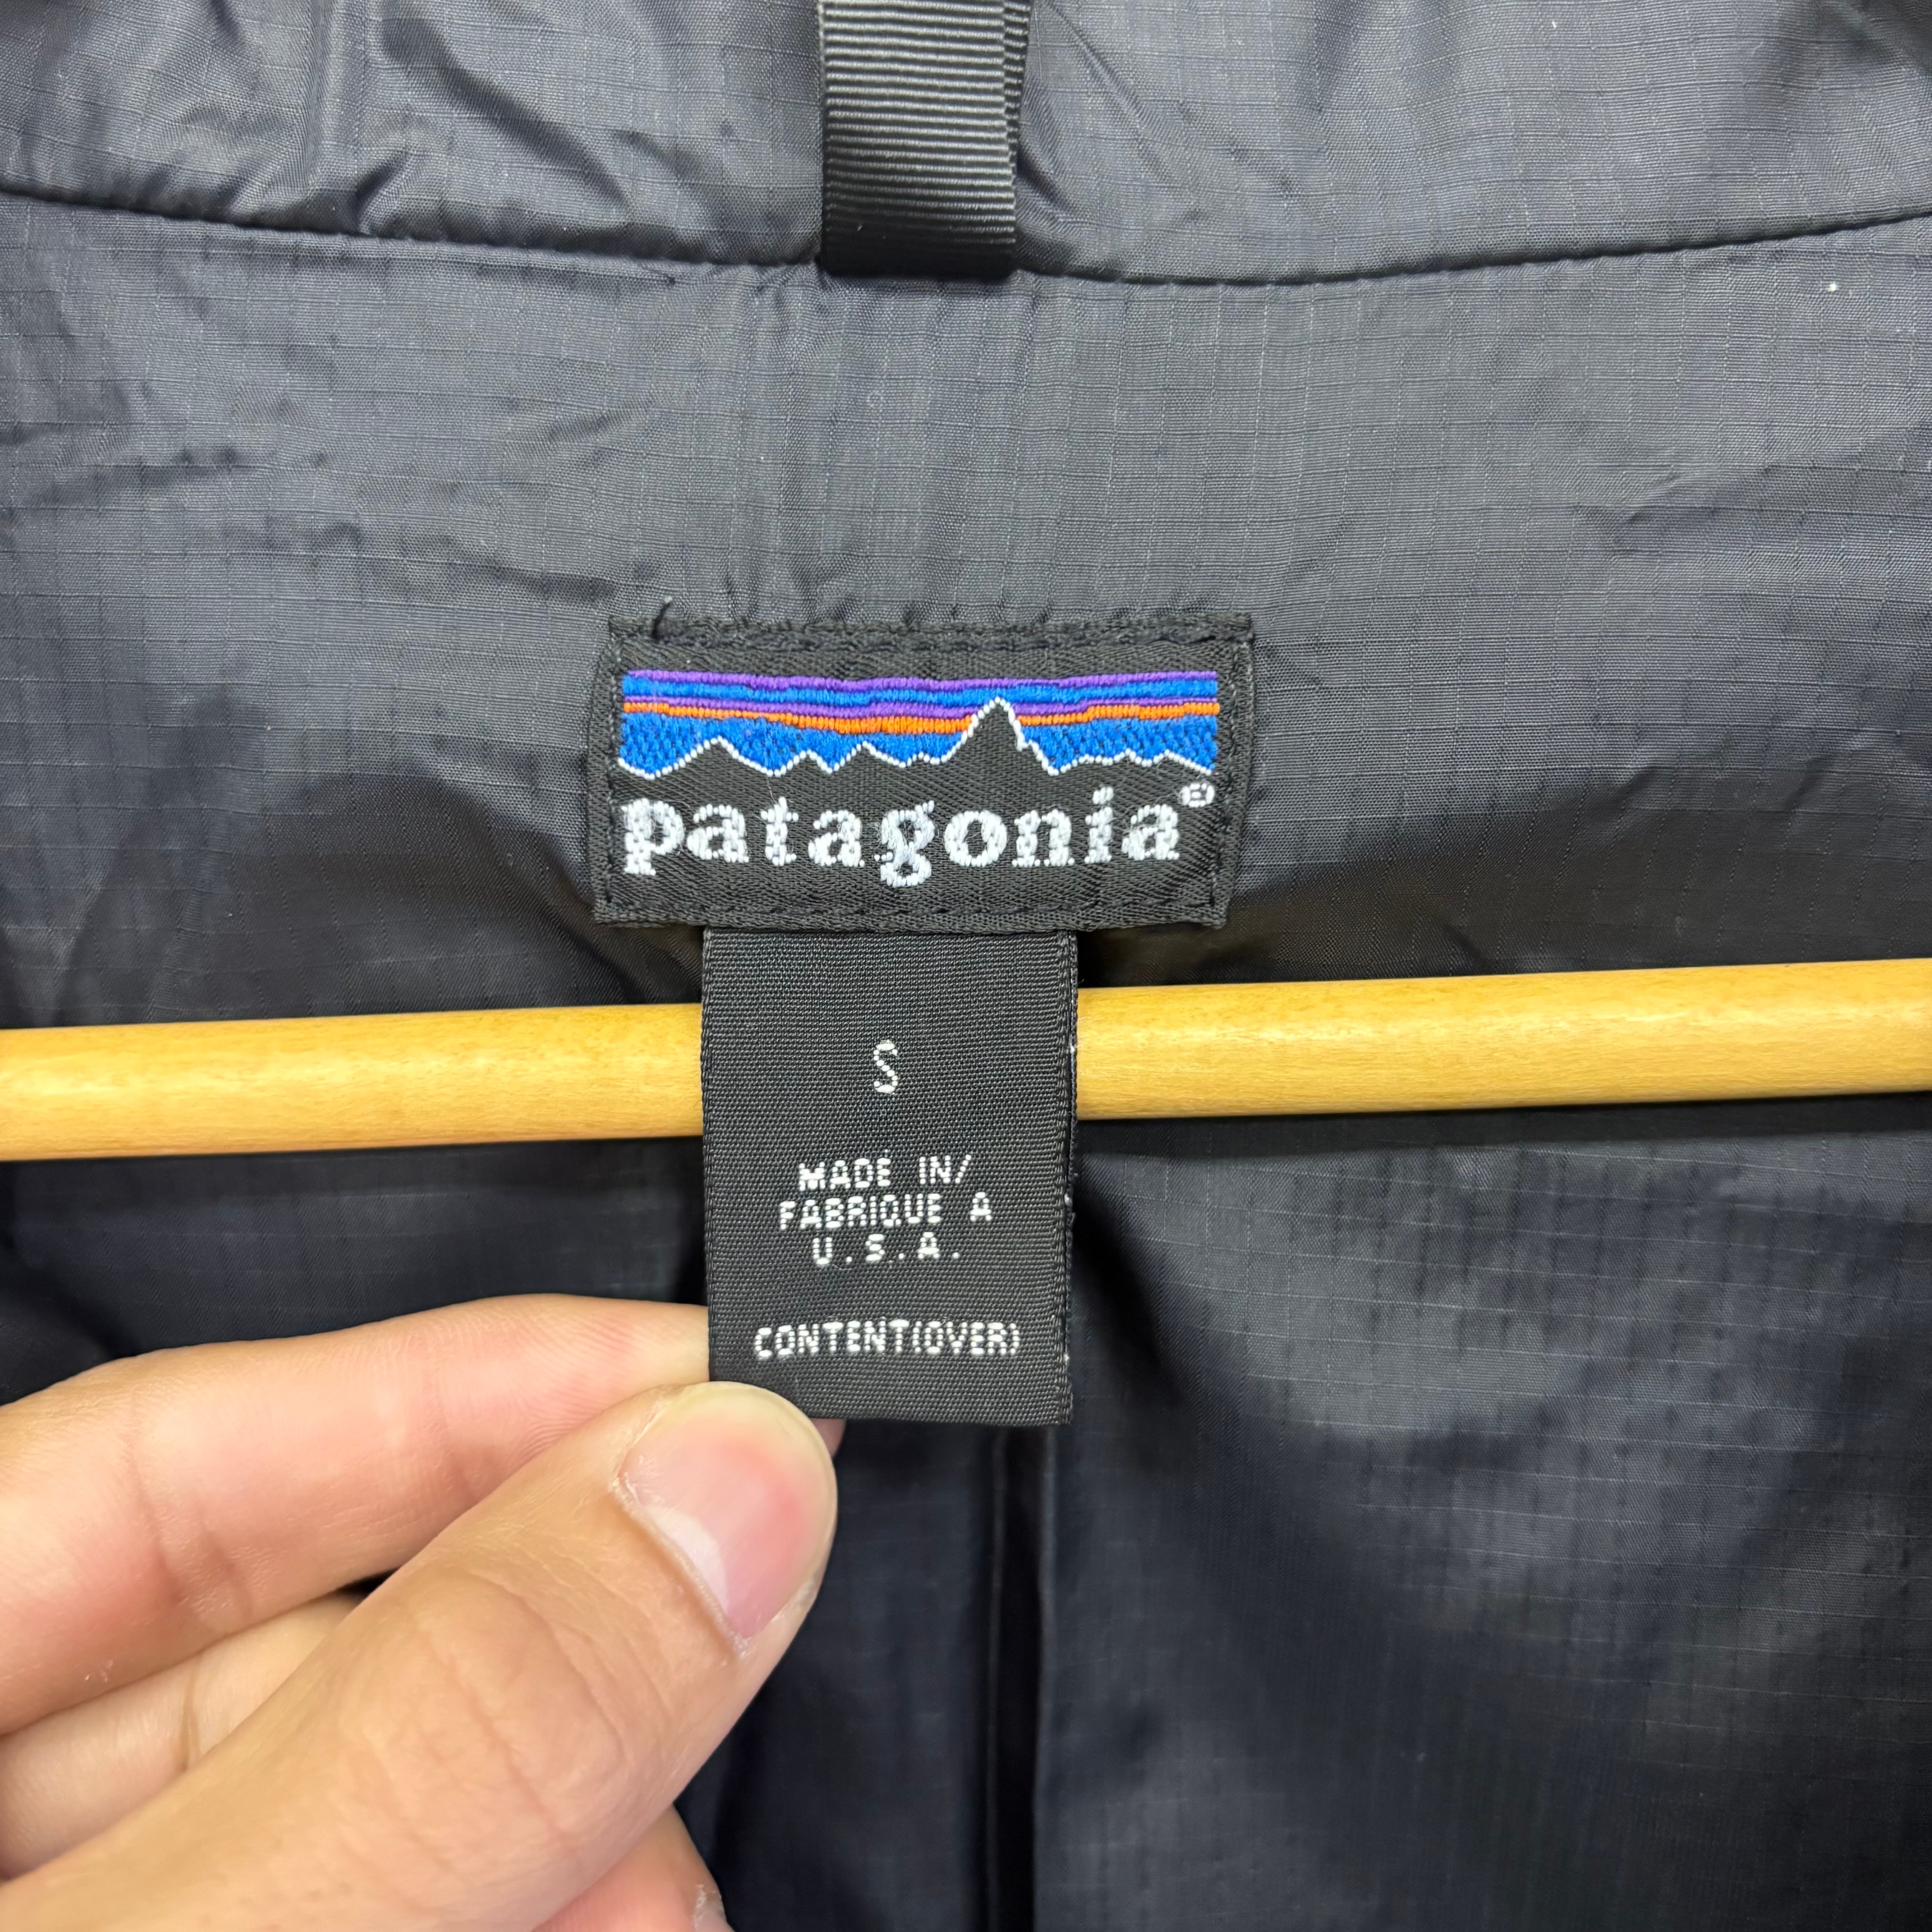 patagonia®
S
MADE IN/
FABRIQUE A
U.S.A.
CONTENT(OVER)